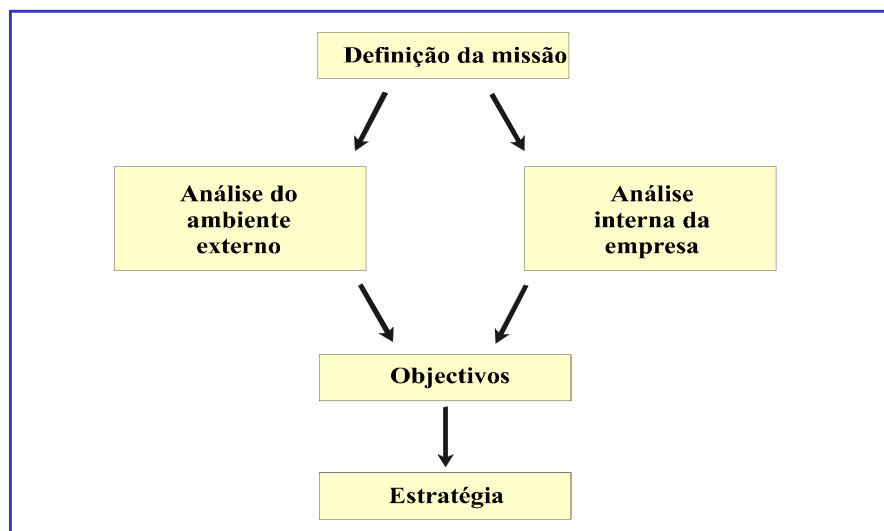 Definição da missão
Análise do
ambiente
externo
Análise
interna da
empresa
Objectivos
Estratégia